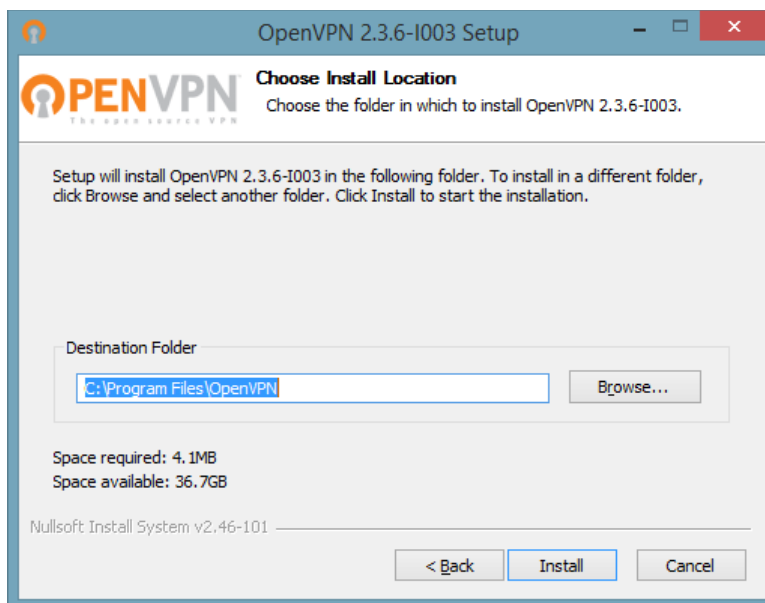 OpenVPN 2.3.6-I003 Setup
OPENVPN
The open source VPN
Choose Install Location
Choose the folder in which to install OpenVPN 2.3.6-I003.
Setup will install OpenVPN 2.3.6-I003 in the following folder. To install in a different folder,
click Browse and select another folder. Click Install to start the installation.
Destination Folder
C:\Program Files\OpenVPN
Browse...
Space required: 4.1MB
Space available: 36.7GB
Nullsoft Install System v2.46-101
< Back
Install
Cancel